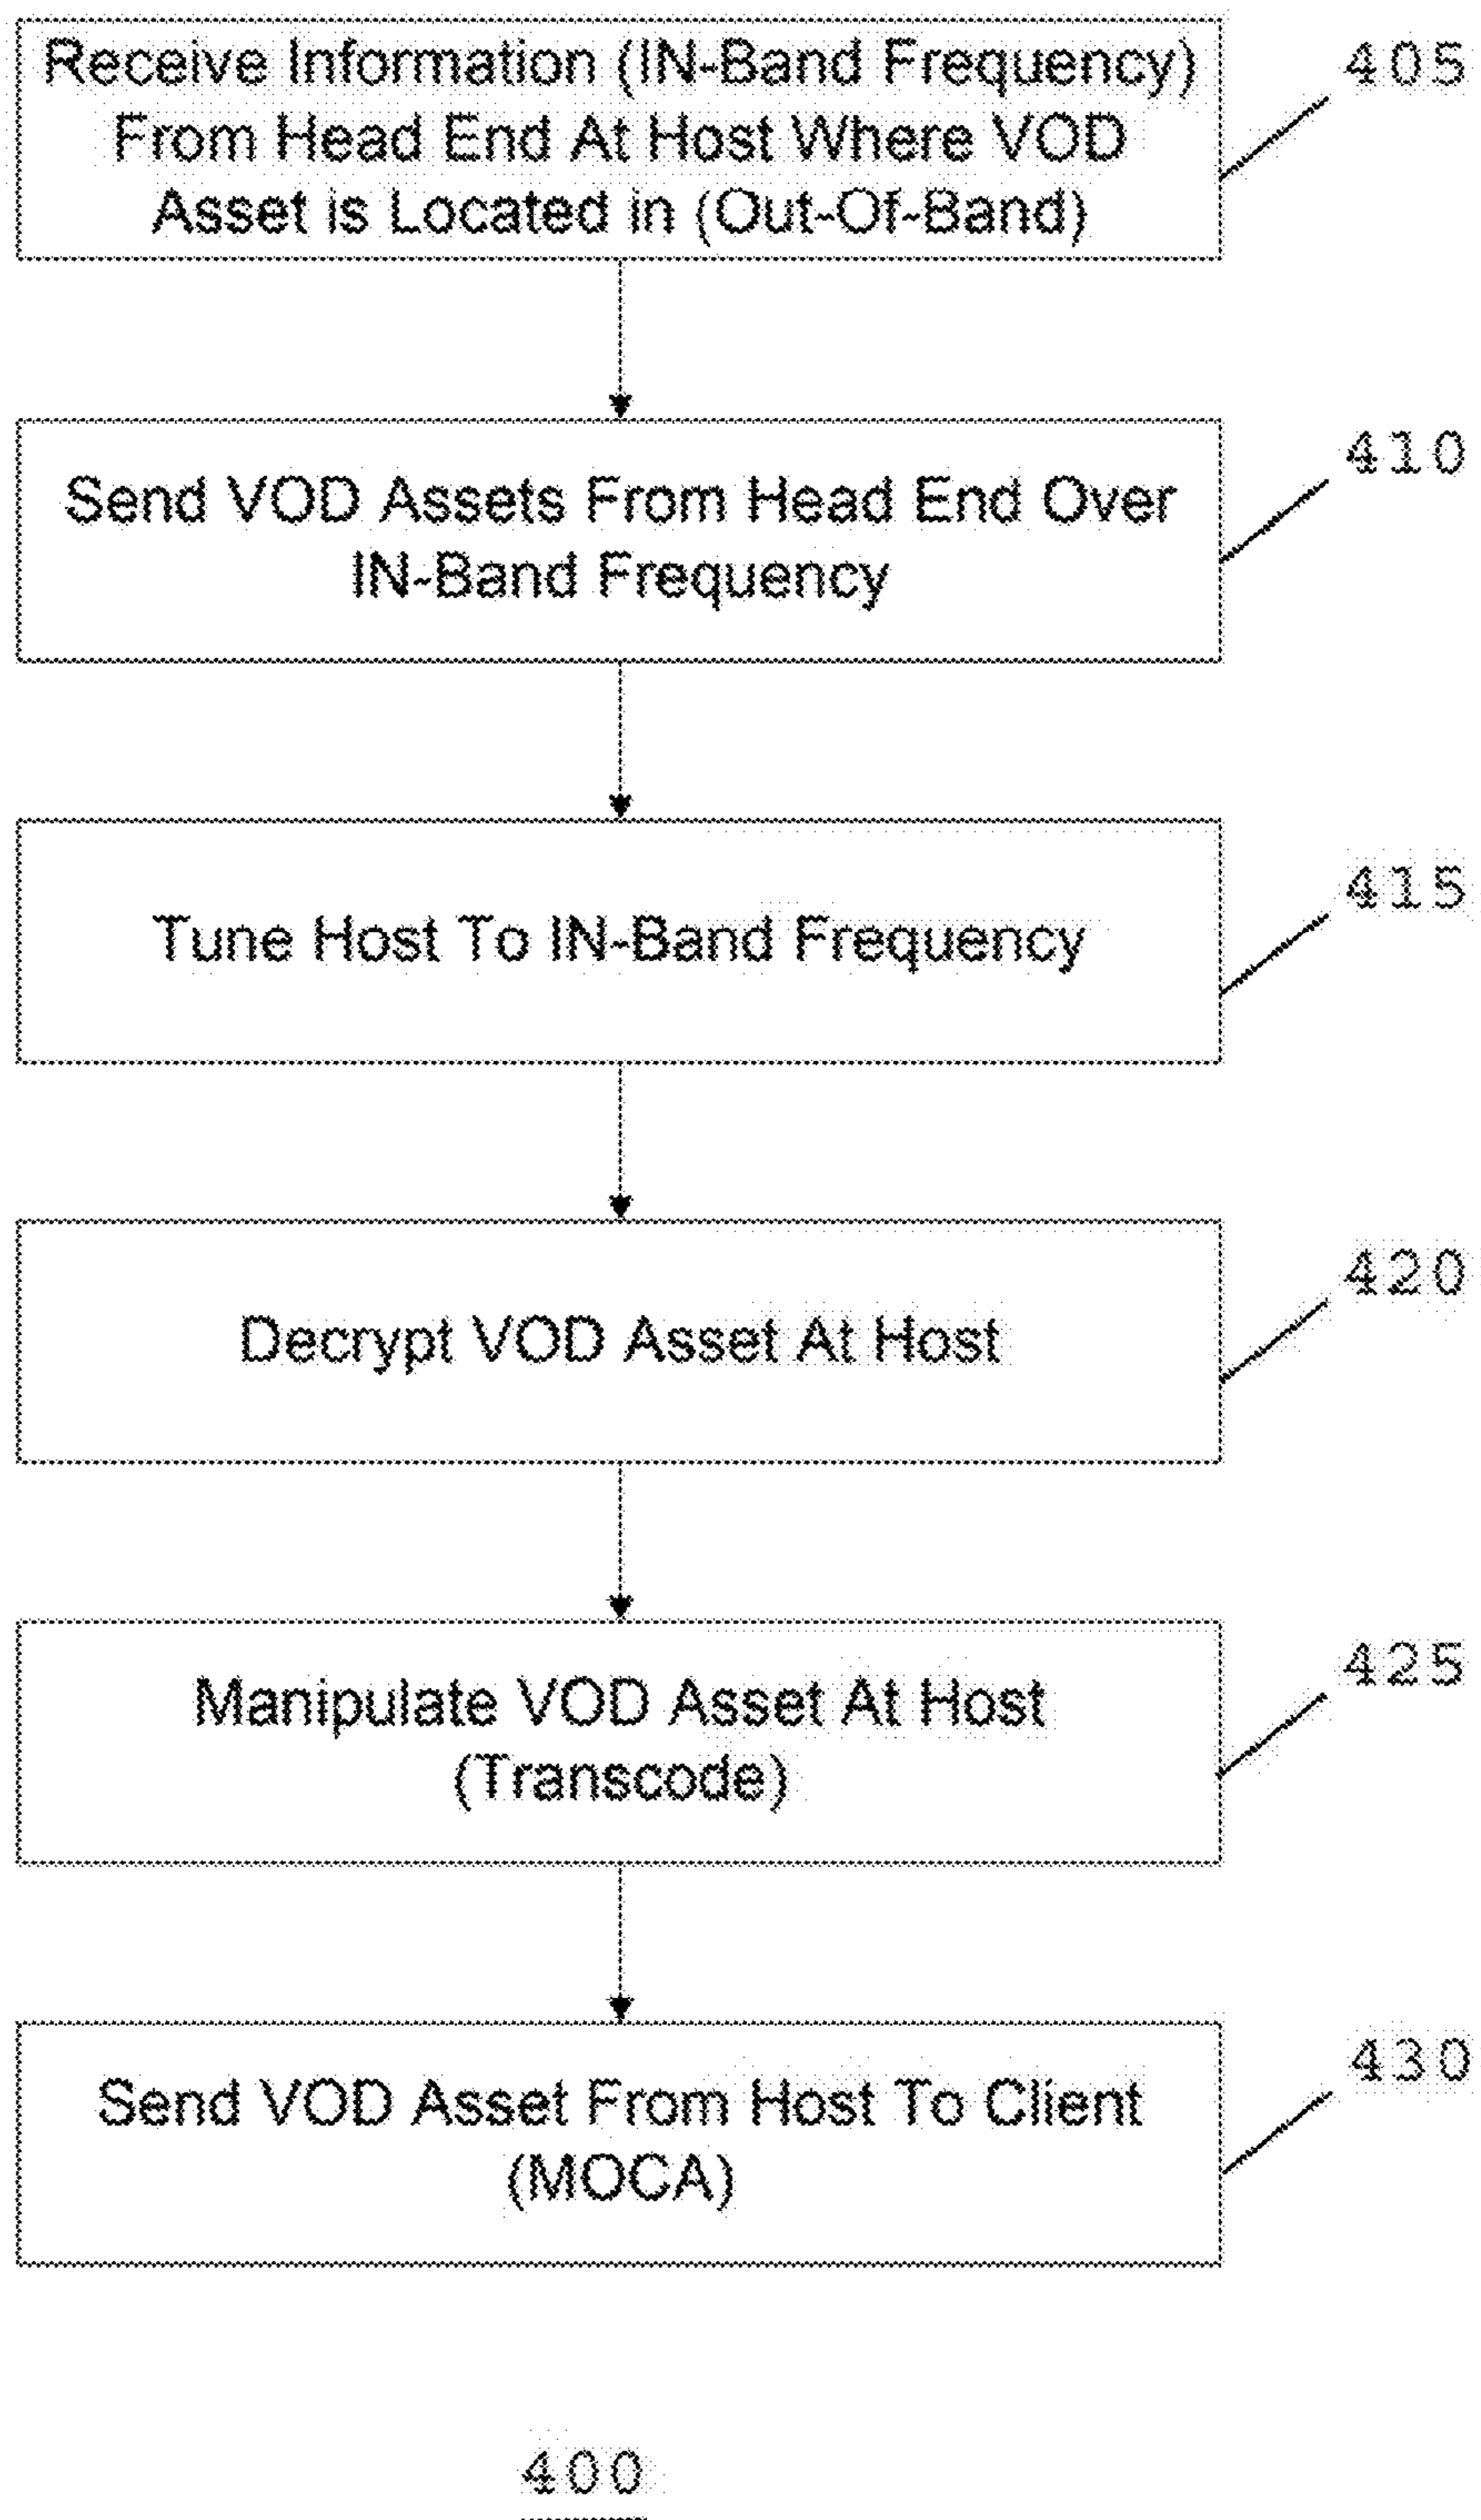 Receive Information (IN-Band Frequency)
From Head End At Host Where VOD
Asset is Located in (Out-Of-Band)
405
Send VOD Assets From Head End Over
IN-Band Frequency
410
Tune Host To IN-Band Frequency
415
Decrypt VOD Asset At Host
420
Manipulate VOD Asset At Host
(Transcode)
425
Send VOD Asset From Host To Client
(MOCA)
430
400